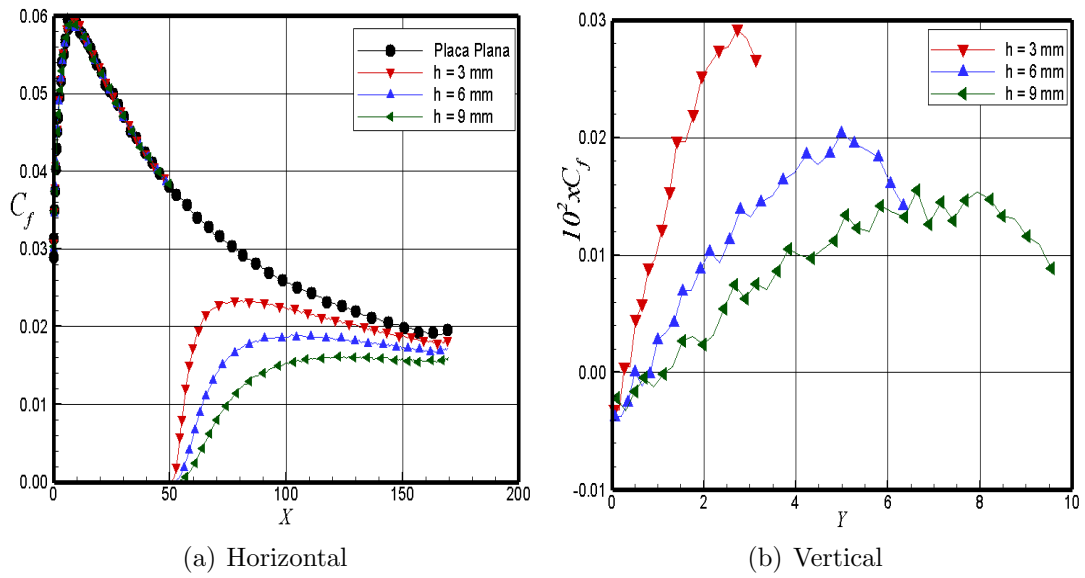 0.06
0.05
0.04
0.03
0.02
0.01
0.00
C_f
0 50 100 150 200
X
Placa Plana
h = 3 mm
h = 6 mm
h = 9 mm
(a) Horizontal
0.03
0.02
0.01
0.00
-0.01
10^2 xC_f
0 2 4 6 8 10
Y
h = 3 mm
h = 6 mm
h = 9 mm
(b) Vertical